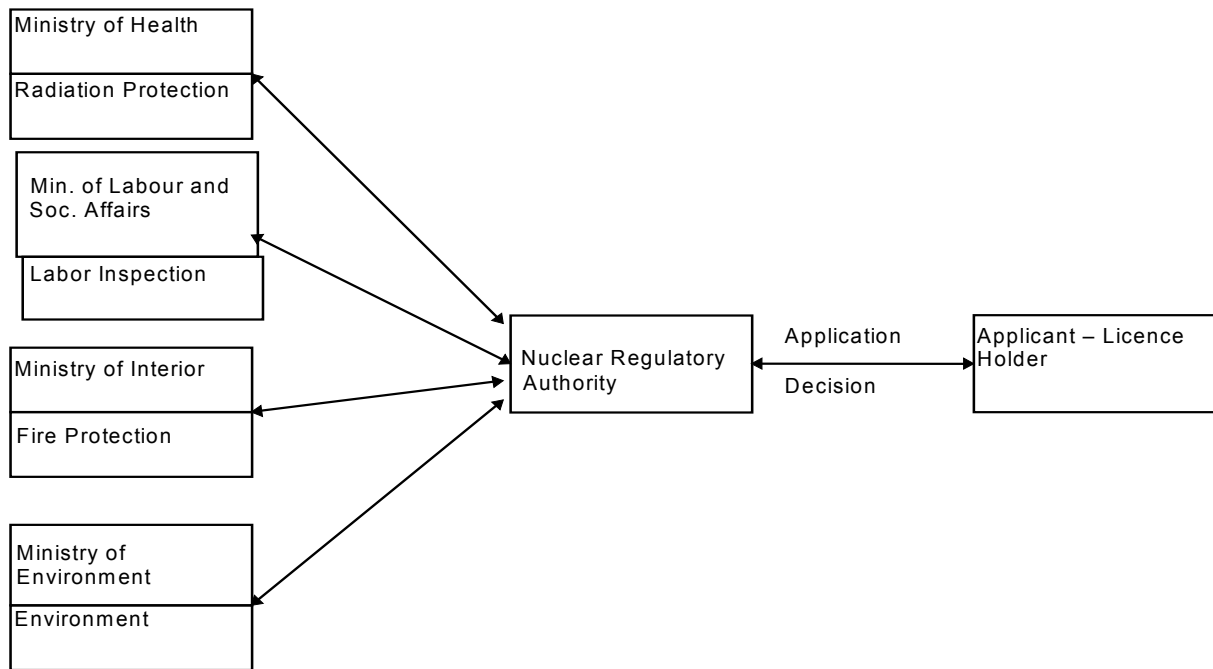 Ministry of Health
Radiation Protection
Min. of Labour and
Soc. Affairs
Labor Inspection
Ministry of Interior
Fire Protection
Ministry of
Environment
Environment
Nuclear Regulatory
Authority
Application
Decision
Applicant – Licence
Holder